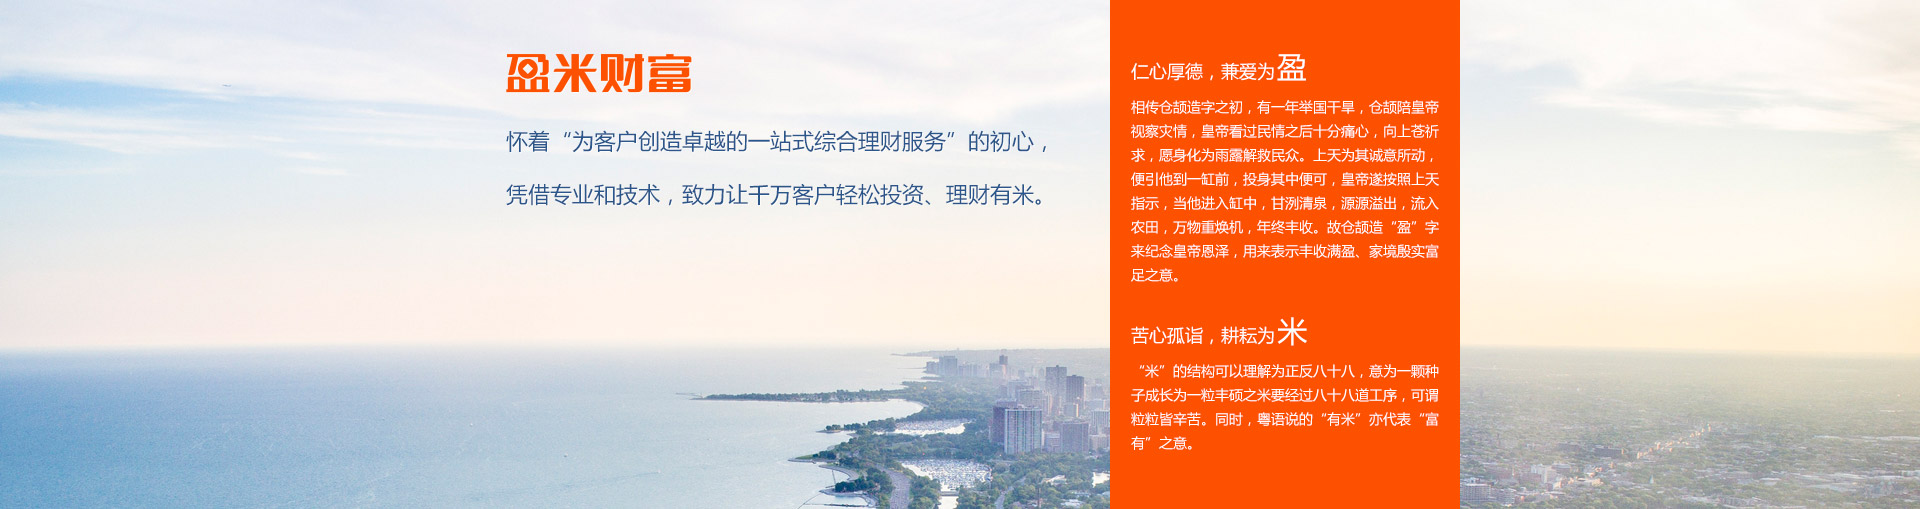 盈米财富
怀着“为客户创造卓越的一站式综合理财服务”的初心，
凭借专业和技术，致力让千万客户轻松投资、理财有米。
仁心厚德，兼爱为盈
相传仓颉造字之初，有一年举国干旱，仓颉陪皇帝
视察灾情，皇帝看过民情之后十分痛心，向上苍祈
求，愿身化为雨露解救民众。上天为其诚意所动，
便引他到一缸前，投身其中便可，皇帝遂按照上天
指示，当他进入缸中，甘洌清泉，源源溢出，流入
农田，万物重焕机，年终丰收。故仓颉造“盈”字
来纪念皇帝恩泽，用来表示丰收满盈、家境殷实富
足之意。
苦心孤诣，耕耘为米
“米”的结构可以理解为正反八十八，意为一颗种
子成长为一粒丰硕之米要经过八十八道工序，可谓
粒粒皆辛苦。同时，粤语说的“有米”亦代表“富
有”之意。